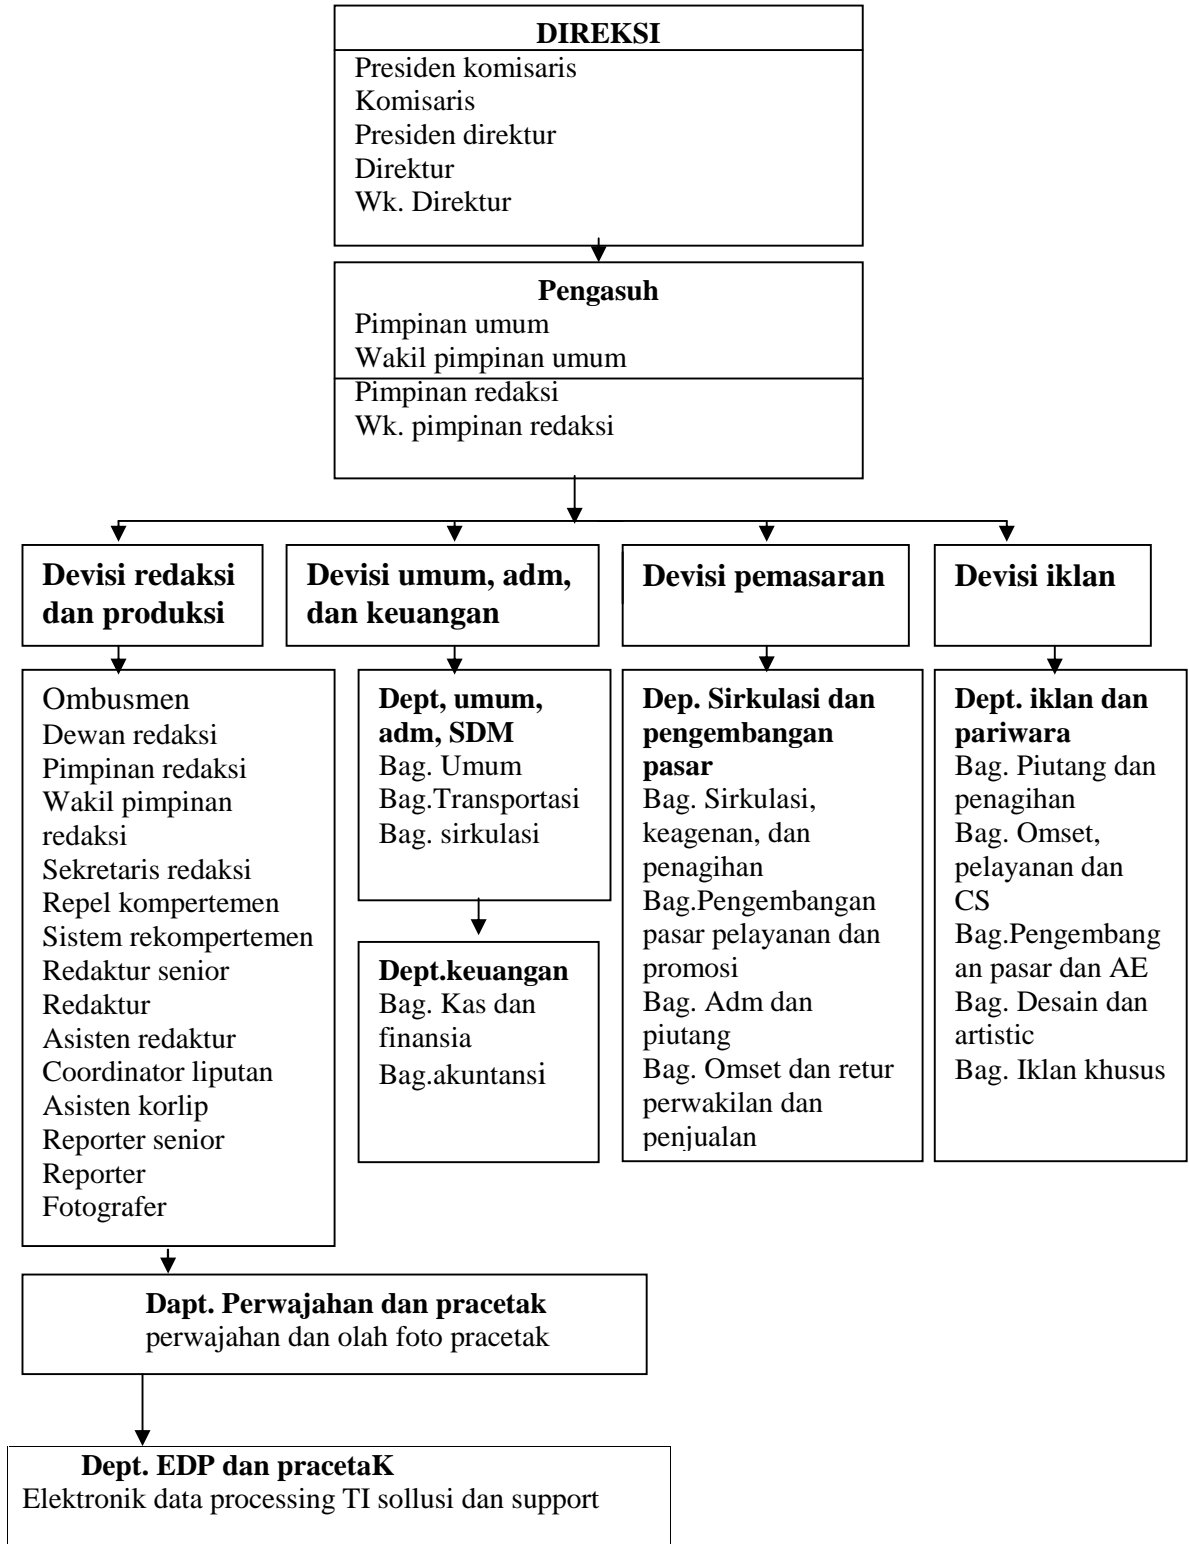 DIREKSI
Presiden komisaris
Komisaris
Presiden direktur
Direktur
Wk. Direktur
Pengasuh
Pimpinan umum
Wakil pimpinan umum
Pimpinan redaksi
Wk. pimpinan redaksi
Devisi redaksi
dan produksi
Devisi umum, adm,
dan keuangan
Devisi pemasaran
Devisi iklan
Ombusmen
Dewan redaksi
Pimpinan redaksi
Wakil pimpinan
redaksi
Sekretaris redaksi
Repel kompertemen
Sistem rekompertemen
Redaktur senior
Redaktur
Asisten redaktur
Coordinator liputan
Asisten korlip
Reporter senior
Reporter
Fotografer
Dept, umum,
adm, SDM
Bag. Umum
Bag.Transportasi
Bag. sirkulasi
Dept.keuangan
Bag. Kas dan
finansia
Bag.akuntansi
Dep. Sirkulasi dan
pengembangan
pasar
Bag. Sirkulasi,
keagenan, dan
penagihan
Bag.Pengembangan
pasar pelayanan dan
promosi
Bag. Adm dan
piutang
Bag. Omset dan retur
perwakilan dan
penjualan
Dept. iklan dan
pariwara
Bag. Piutang dan
penagihan
Bag. Omset,
pelayanan dan
CS
Bag.Pengembang
an pasar dan AE
Bag. Desain dan
artistic
Bag. Iklan khusus
Dapt. Perwajahan dan pracetak
perwajahan dan olah foto pracetak
Dept. EDP dan pracetaK
Elektronik data processing TI sollusi dan support